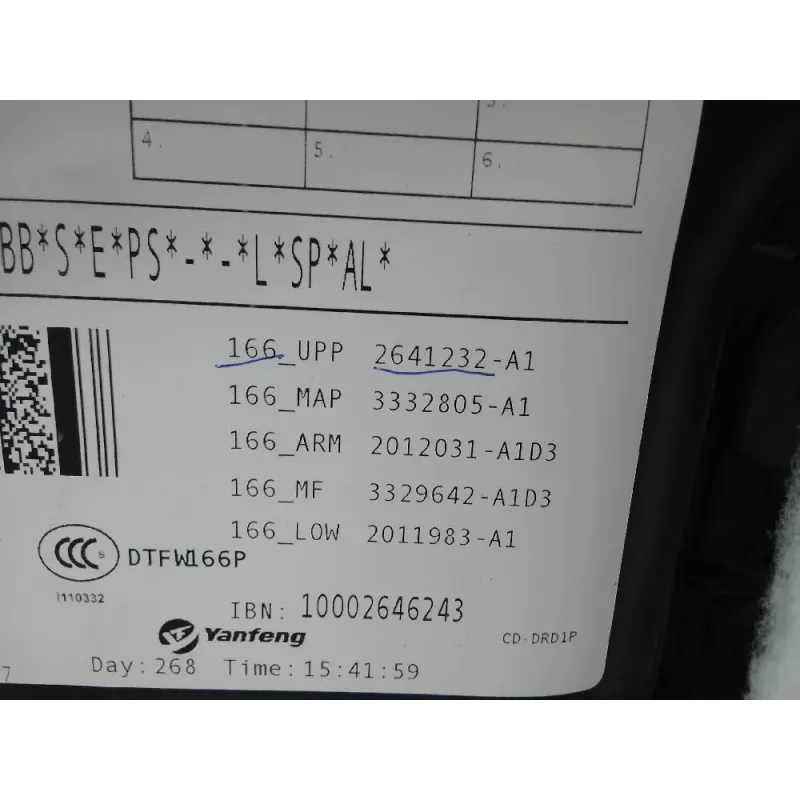 4.
5.
6.
BB*S*E*PS*-*-*L*SP*AL*
166_UPP 2641232-A1
166_MAP 3332805-A1
166_ARM 2012031-A1D3
166_MF 3329642-A1D3
166_LOW 2011983-A1
CCC S DTFW166P
I110332
IBN: 10002646243
Yanfeng
CD-DRD1P
7 Day:268 Time:15:41:59